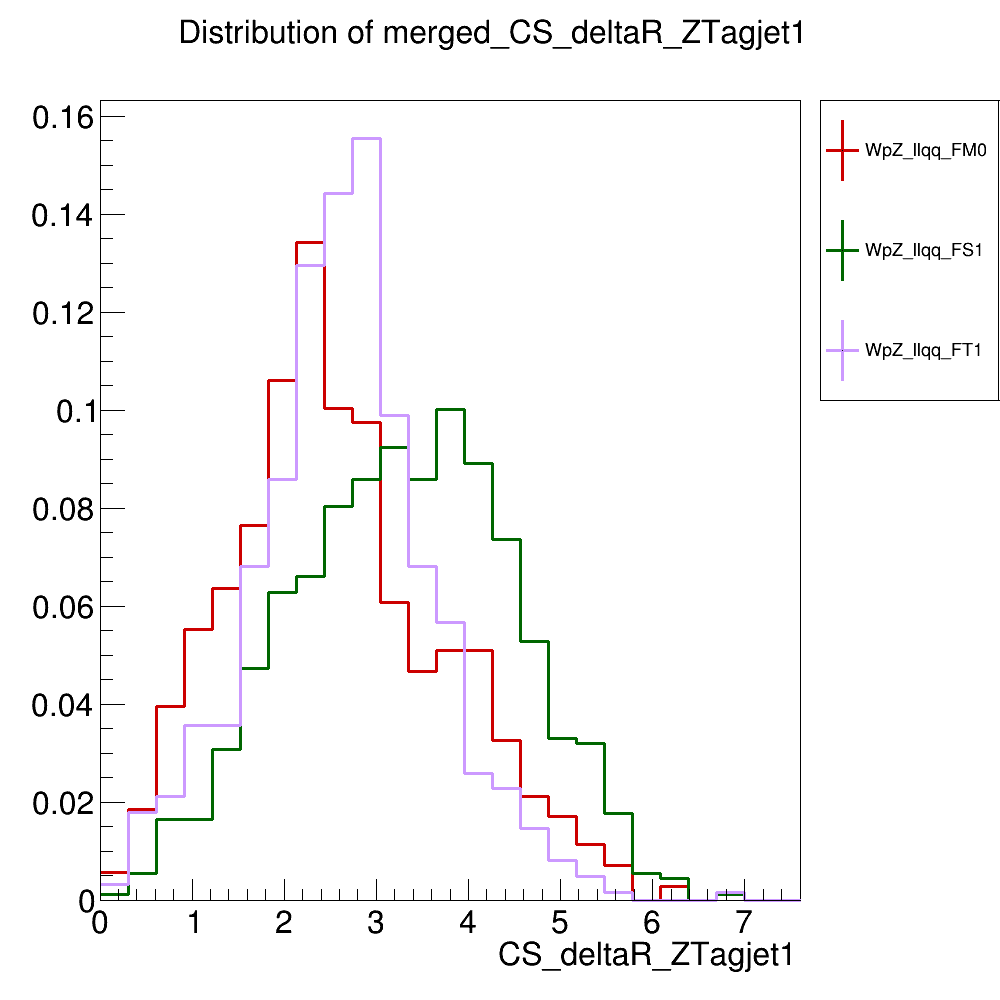 Distribution of merged_CS_deltaR_ZTagjet1
0.16
0.14
0.12
0.1
0.08
0.06
0.04
0.02
0
0 1 2 3 4 5 6 7
CS_deltaR_ZTagjet1
WpZ_llqq_FM0
WpZ_llqq_FS1
WpZ_llqq_FT1